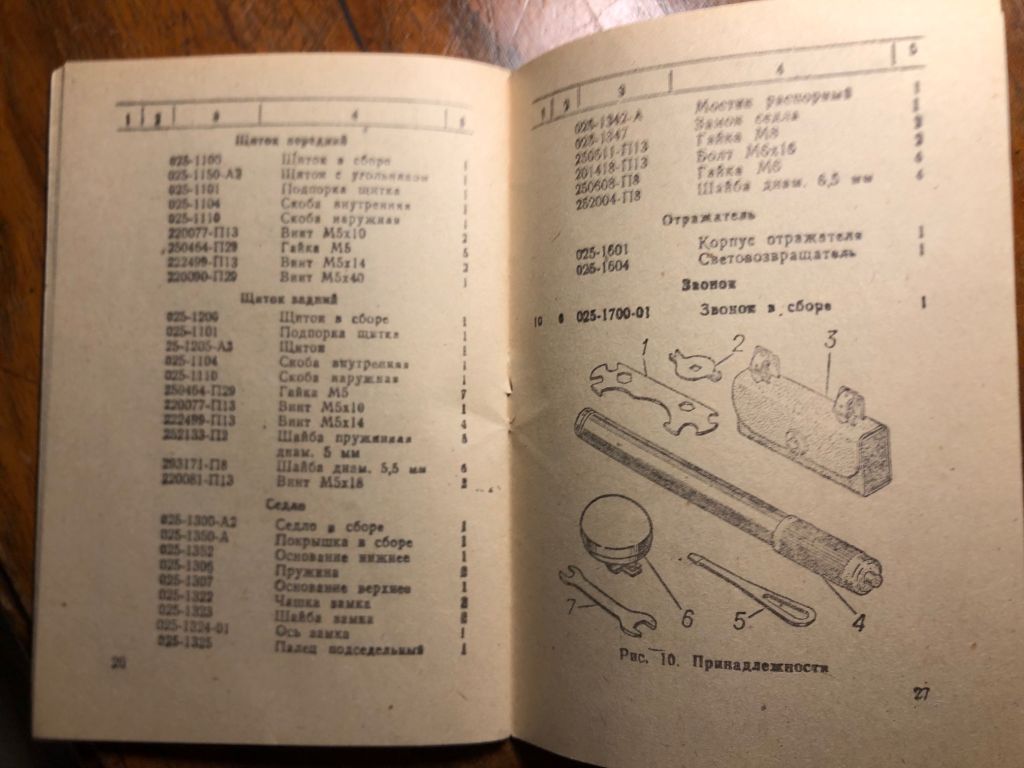 1 2 3 4 5
Щиток передний
025-1100 Щиток в сборе 1
025-1150-А2 Щиток с угольником 1
025-1101 Подпорка щитка 1
025-1104 Скоба внутренняя 1
025-1110 Скоба наружная 1
220077-П13 Винт М5х10 2
250464-П29 Гайка М5
222499-П13 Винт М5х14 2
220090-П29 Винт М5х40 1
Щиток задний
025-1206 Щиток в сборе 1
025-1101 Подпорка щитка 1
25-1205-А3 Щиток 1
025-1104 Скоба внутренняя 1
025-1110 Скоба наружная 1
250464-П29 Гайка М5 7
220077-П13 Винт М5х10 1
222499-П13 Винт М5х14 4
252133-П2 Шайба пружинная
диам. 5 мм
293171-П8 Шайба диам. 5,5 мм 6
220081-П13 Винт М5х18 2
Седло
025-1300-А2 Седло в сборе 1
025-1350-А Покрышка в сборе 1
025-1352 Основание нижнее 1
025-1306 Пружина
025-1307 Основание верхнее 1
025-1322 Чашка замка 2
025-1323 Шайба замка 2
025-1324-01 Ось замка 1
025-1325 Палец подседельный 1
26
1 2 3 4 5
025-1342-А Мостик распорный 1
025-1347 Замок седла 1
250511-П13 Гайка М8 2
201418-П13 Болт М6х16 2
250608-П8 Гайка М6 4
252004-П8 Шайба диам. 6,5 мм 4
Отражатель
025-1601 Корпус отражателя 1
025-1604 Световозвращатель 1
Звонок
10 6 025-1700-01 Звонок в сборе 1
1 2 3
7 6 5 4
Рис. 10. Принадлежности
27